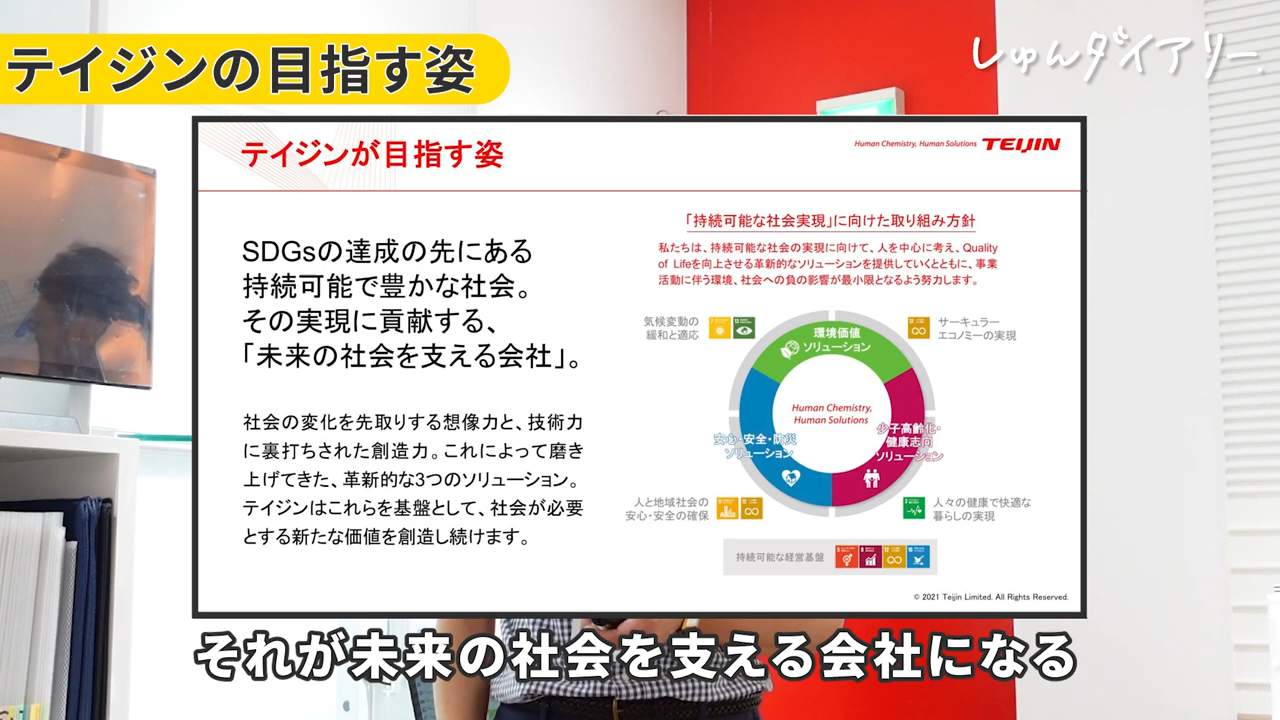 テイジンの目指す姿
しゅんダイアリー.
テイジンが目指す姿
Human Chemistry, Human Solutions TEIJIN
SDGsの達成の先にある
持続可能で豊かな社会。
その実現に貢献する、
「未来の社会を支える会社」。
社会の変化を先取りする想像力と、技術力
に裏打ちされた創造力。これによって磨き
上げてきた、革新的な3つのソリューション。
テイジンはこれらを基盤として、社会が必要
とする新たな価値を創造し続けます。
「持続可能な社会実現」に向けた取り組み方針
私たちは、持続可能な社会の実現に向けて、人を中心に考え、Quality
of Lifeを向上させる革新的なソリューションを提供していくとともに、事業
活動に伴う環境、社会への負の影響が最小限となるよう努力します。
気候変動の
緩和と適応
環境価値
ソリューション
サーキュラー
エコノミーの実現
Human Chemistry,
Human Solutions
安心・安全・防災
ソリューション
少子高齢化・
健康志向
ソリューション
人と地域社会の
安心・安全の確保
人々の健康で快適な
暮らしの実現
持続可能な経営基盤
© 2021 Teijin Limited. All Rights Reserved.
それが未来の社会を支える会社になる